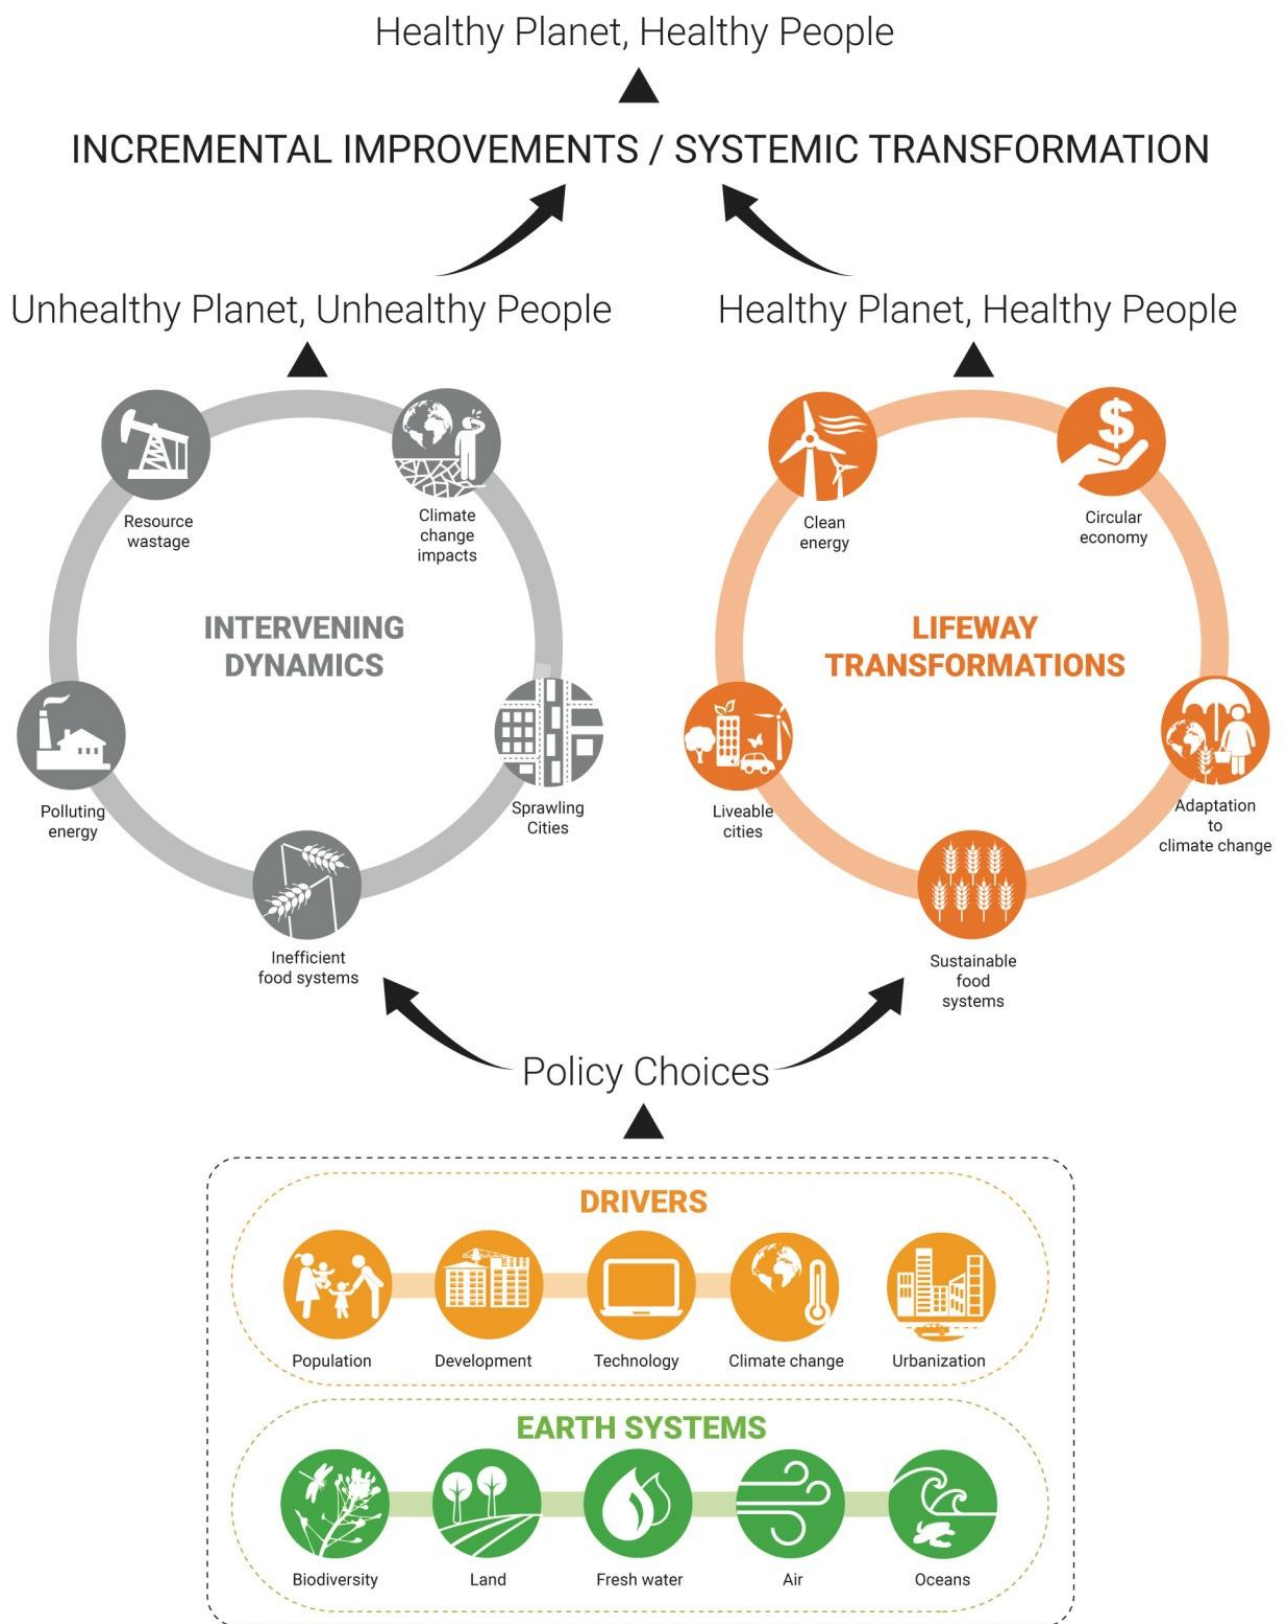 Healthy Planet, Healthy People
INCREMENTAL IMPROVEMENTS / SYSTEMIC TRANSFORMATION
Unhealthy Planet, Unhealthy People
Healthy Planet, Healthy People
Resource
wastage
Climate
change
impacts
INTERVENING
DYNAMICS
Polluting
energy
Sprawling
Cities
Inefficient
food systems
Clean
energy
$
Circular
economy
LIFEWAY
TRANSFORMATIONS
Liveable
cities
Adaptation
to
climate change
Sustainable
food
systems
Policy Choices
DRIVERS
Population
Development
Technology
Climate change
Urbanization
EARTH SYSTEMS
Biodiversity
Land
Fresh water
Air
Oceans